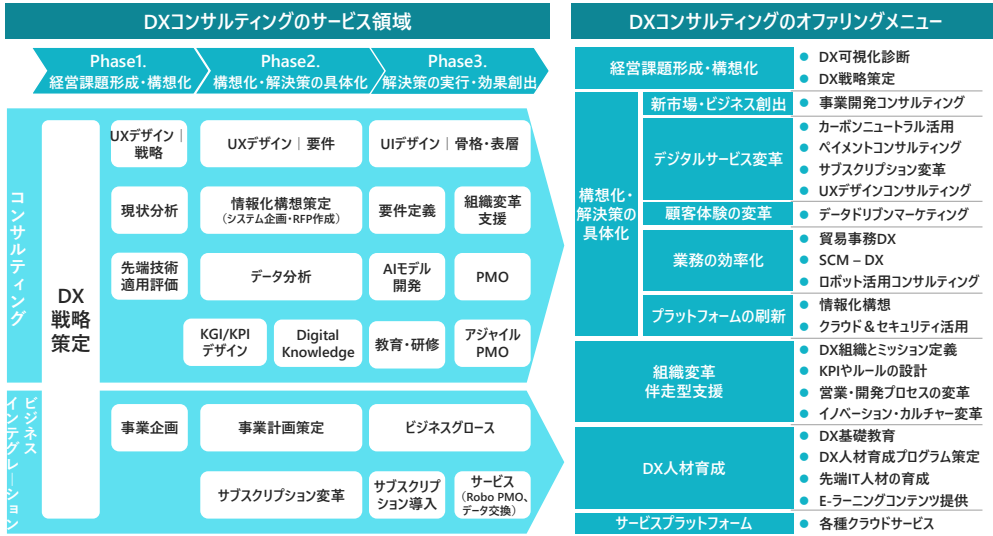 DXコンサルティングのサービス領域
Phase1.
経営課題形成・構想化
Phase2.
構想化・解決策の具体化
Phase3.
解決策の実行・効果創出
コンサルティング
DX
戦略
策定
UXデザイン｜
戦略
UXデザイン｜要件
UIデザイン｜骨格・表層
現状分析
情報化構想策定
（システム企画・RFP作成）
要件定義
組織変革
支援
先端技術
適用評価
データ分析
AIモデル
開発
PMO
KGI/KPI
デザイン
Digital
Knowledge
教育・研修
アジャイル
PMO
ビジネス
インテグレーション
事業企画
事業計画策定
ビジネスグロース
サブスクリプション変革
サブスクリプ
ション導入
サービス
（Robo PMO、
データ交換）
DXコンサルティングのオファリングメニュー
経営課題形成・構想化
● DX可視化診断
● DX戦略策定
構想化・
解決策の
具体化
新市場・ビジネス創出
● 事業開発コンサルティング
デジタルサービス変革
● カーボンニュートラル活用
● ペイメントコンサルティング
● サブスクリプション変革
● UXデザインコンサルティング
顧客体験の変革
● データドリブンマーケティング
業務の効率化
● 貿易事務DX
● SCM – DX
● ロボット活用コンサルティング
プラットフォームの刷新
● 情報化構想
● クラウド＆セキュリティ活用
組織変革
伴走型支援
● DX組織とミッション定義
● KPIやルールの設計
● 営業・開発プロセスの変革
● イノベーション・カルチャー変革
DX人材育成
● DX基礎教育
● DX人材育成プログラム策定
● 先端IT人材の育成
● E-ラーニングコンテンツ提供
サービスプラットフォーム
● 各種クラウドサービス